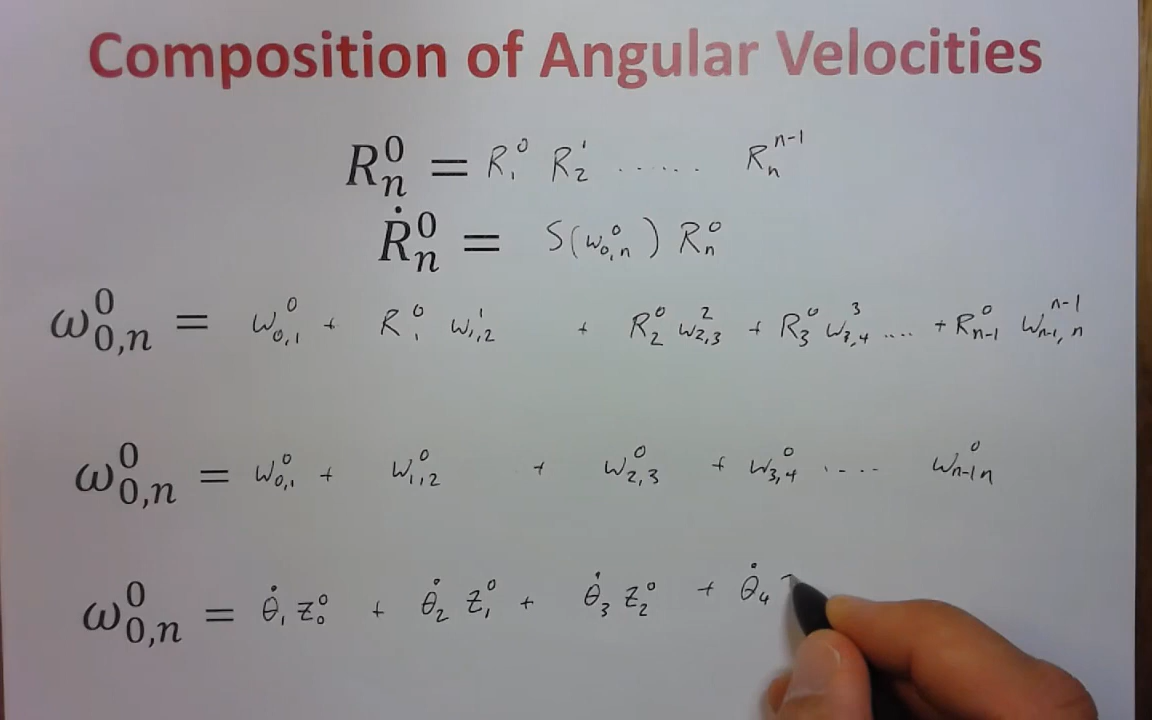 Composition of Angular Velocities
R_n^0 = R_1^0 R_2^1 ...... R_n^{n-1}
Ṙ_n^0 = S(ω_{0,n}^0) R_n^0
ω_{0,n}^0 = ω_{0,1}^0 + R_1^0 ω_{1,2}^1 + R_2^0 ω_{2,3}^2 + R_3^0 ω_{3,4}^3 .... + R_{n-1}^0 ω_{n-1,n}^{n-1}
ω_{0,n}^0 = ω_{0,1}^0 + ω_{1,2}^0 + ω_{2,3}^0 + ω_{3,4}^0 .... ω_{n-1n}^0
ω_{0,n}^0 = θ̇_1 z_0^0 + θ̇_2 z_1^0 + θ̇_3 z_2^0 + θ̇_4